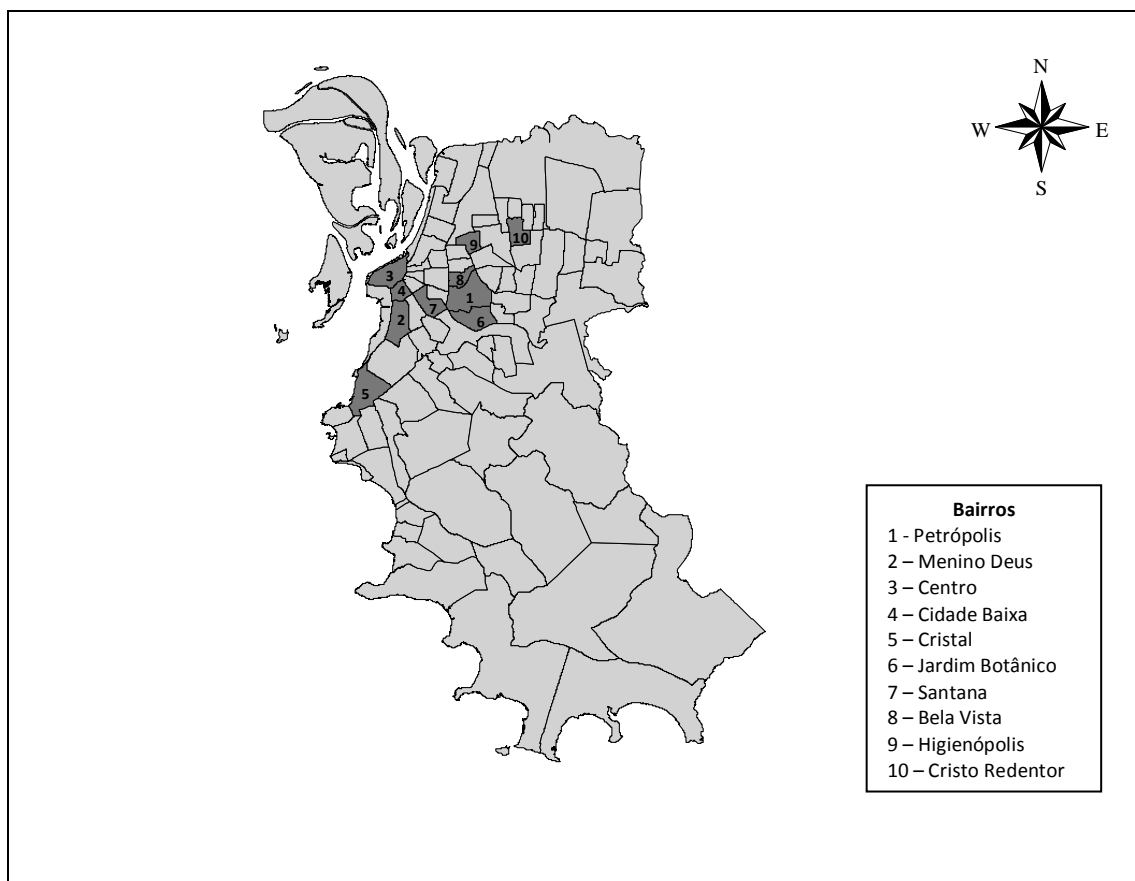 N
W E
S
3
4
2
7
8
1
6
9
10
5
Bairros
1 - Petrópolis
2 – Menino Deus
3 – Centro
4 – Cidade Baixa
5 – Cristal
6 – Jardim Botânico
7 – Santana
8 – Bela Vista
9 – Higienópolis
10 – Cristo Redentor